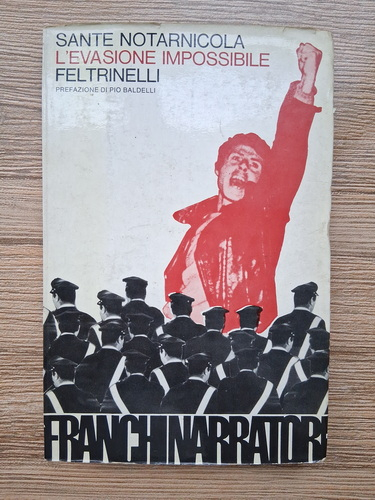 SANTE NOTARNICOLA
L'EVASIONE IMPOSSIBILE
FELTRINELLI
PREFAZIONE DI PIO BALDELLI
FRANCHI NARRATORI